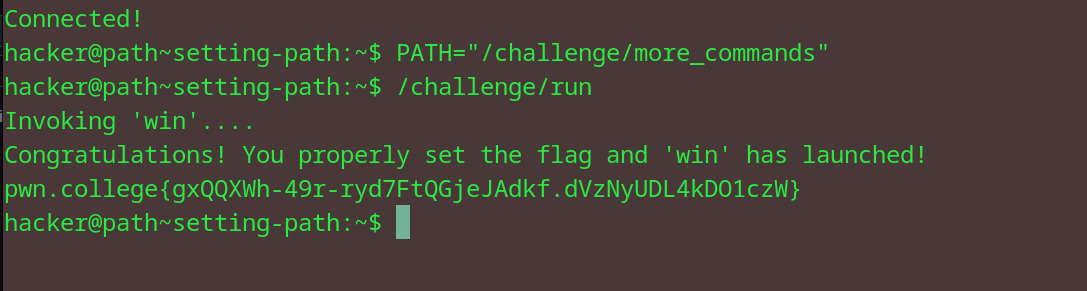 Connected!
hacker@path~setting-path:~$ PATH="/challenge/more_commands"
hacker@path~setting-path:~$ /challenge/run
Invoking 'win'....
Congratulations! You properly set the flag and 'win' has launched!
pwn.college{gxQQXWh-49r-ryd7FtQGjeJAdkf.dVzNyUDL4kDO1czW}
hacker@path~setting-path:~$